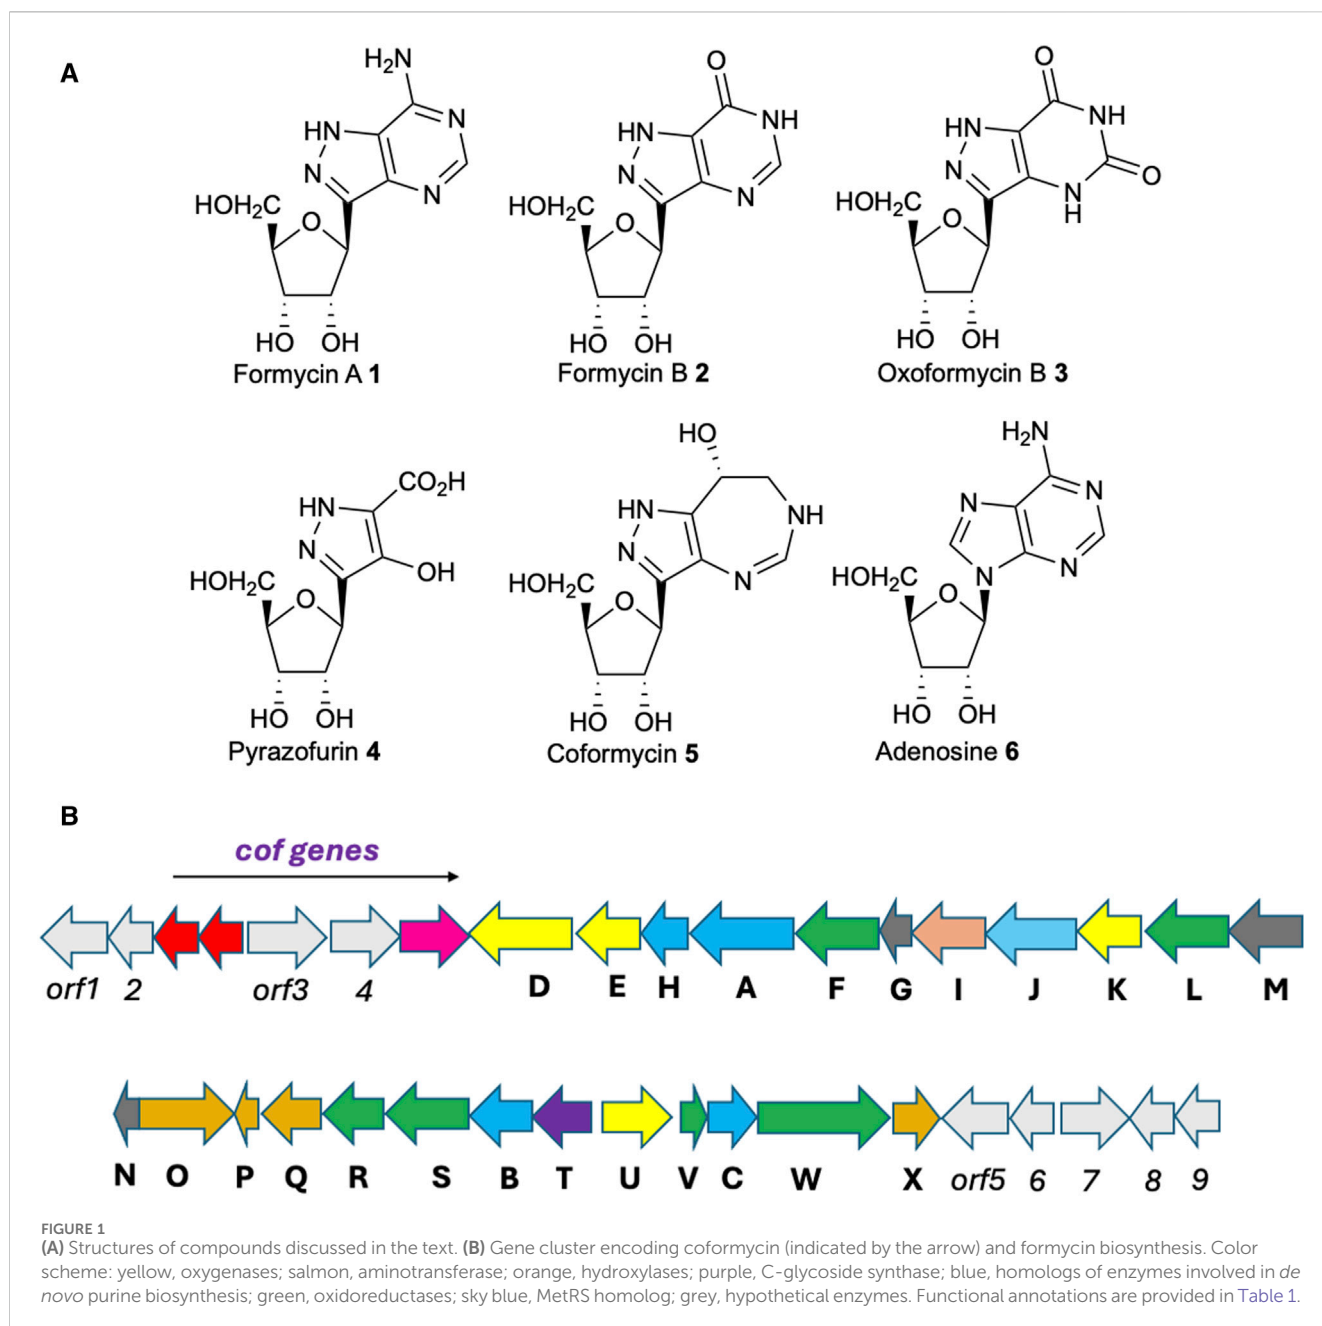 A
H₂N
N
N
HN
N
HOH₂C
O
HO OH
Formycin A 1
O
NH
N
HN
N
HOH₂C
O
HO OH
Formycin B 2
O
NH
O
N
H
HN
N
HOH₂C
O
HO OH
Oxoformycin B 3
CO₂H
HN
N
OH
HOH₂C
O
HO OH
Pyrazofurin 4
HO
HN
N
NH
N
HOH₂C
O
HO OH
Coformycin 5
H₂N
N
N
N
N
HOH₂C
O
HO OH
Adenosine 6
B
cof genes
orf1 2 orf3 4 D E H A F G I J K L M
N O P Q R S B T U V C W X orf5 6 7 8 9
FIGURE 1
(A) Structures of compounds discussed in the text. (B) Gene cluster encoding coformycin (indicated by the arrow) and formycin biosynthesis. Color
scheme: yellow, oxygenases; salmon, aminotransferase; orange, hydroxylases; purple, C-glycoside synthase; blue, homologs of enzymes involved in de
novo purine biosynthesis; green, oxidoreductases; sky blue, MetRS homolog; grey, hypothetical enzymes. Functional annotations are provided in Table 1.